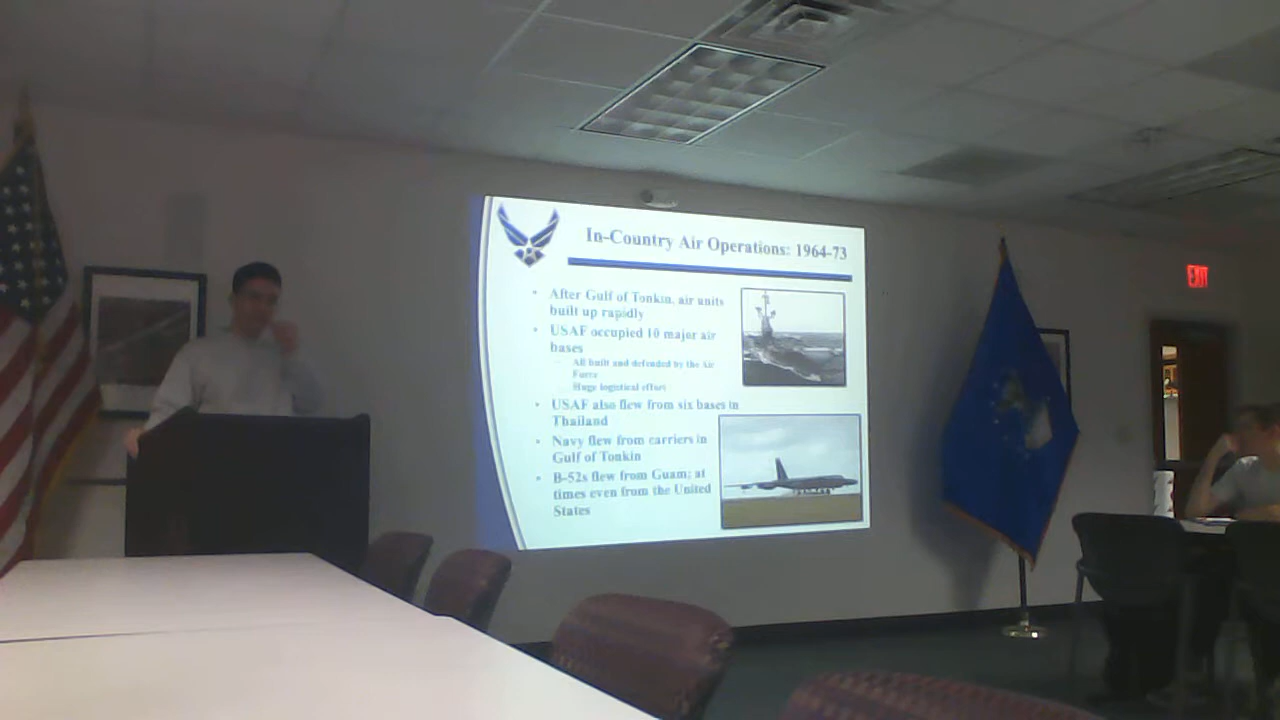 In-Country Air Operations: 1964-73
• After Gulf of Tonkin, air units
built up rapidly
• USAF occupied 10 major air
bases
– All built and defended by the Air
Force
– Huge logistical effort
• USAF also flew from six bases in
Thailand
• Navy flew from carriers in
Gulf of Tonkin
• B-52s flew from Guam; at
times even from the United
States
EXIT